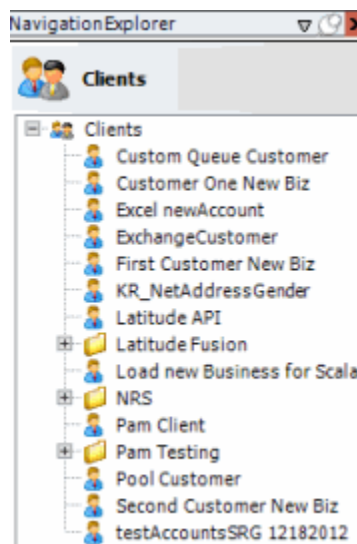 NavigationExplorer
Clients
Clients
Custom Queue Customer
Customer One New Biz
Excel newAccount
ExchangeCustomer
First Customer New Biz
KR_NetAddressGender
Latitude API
Latitude Fusion
Load new Business for Scala
NRS
Pam Client
Pam Testing
Pool Customer
Second Customer New Biz
testAccountsSRG 12182012